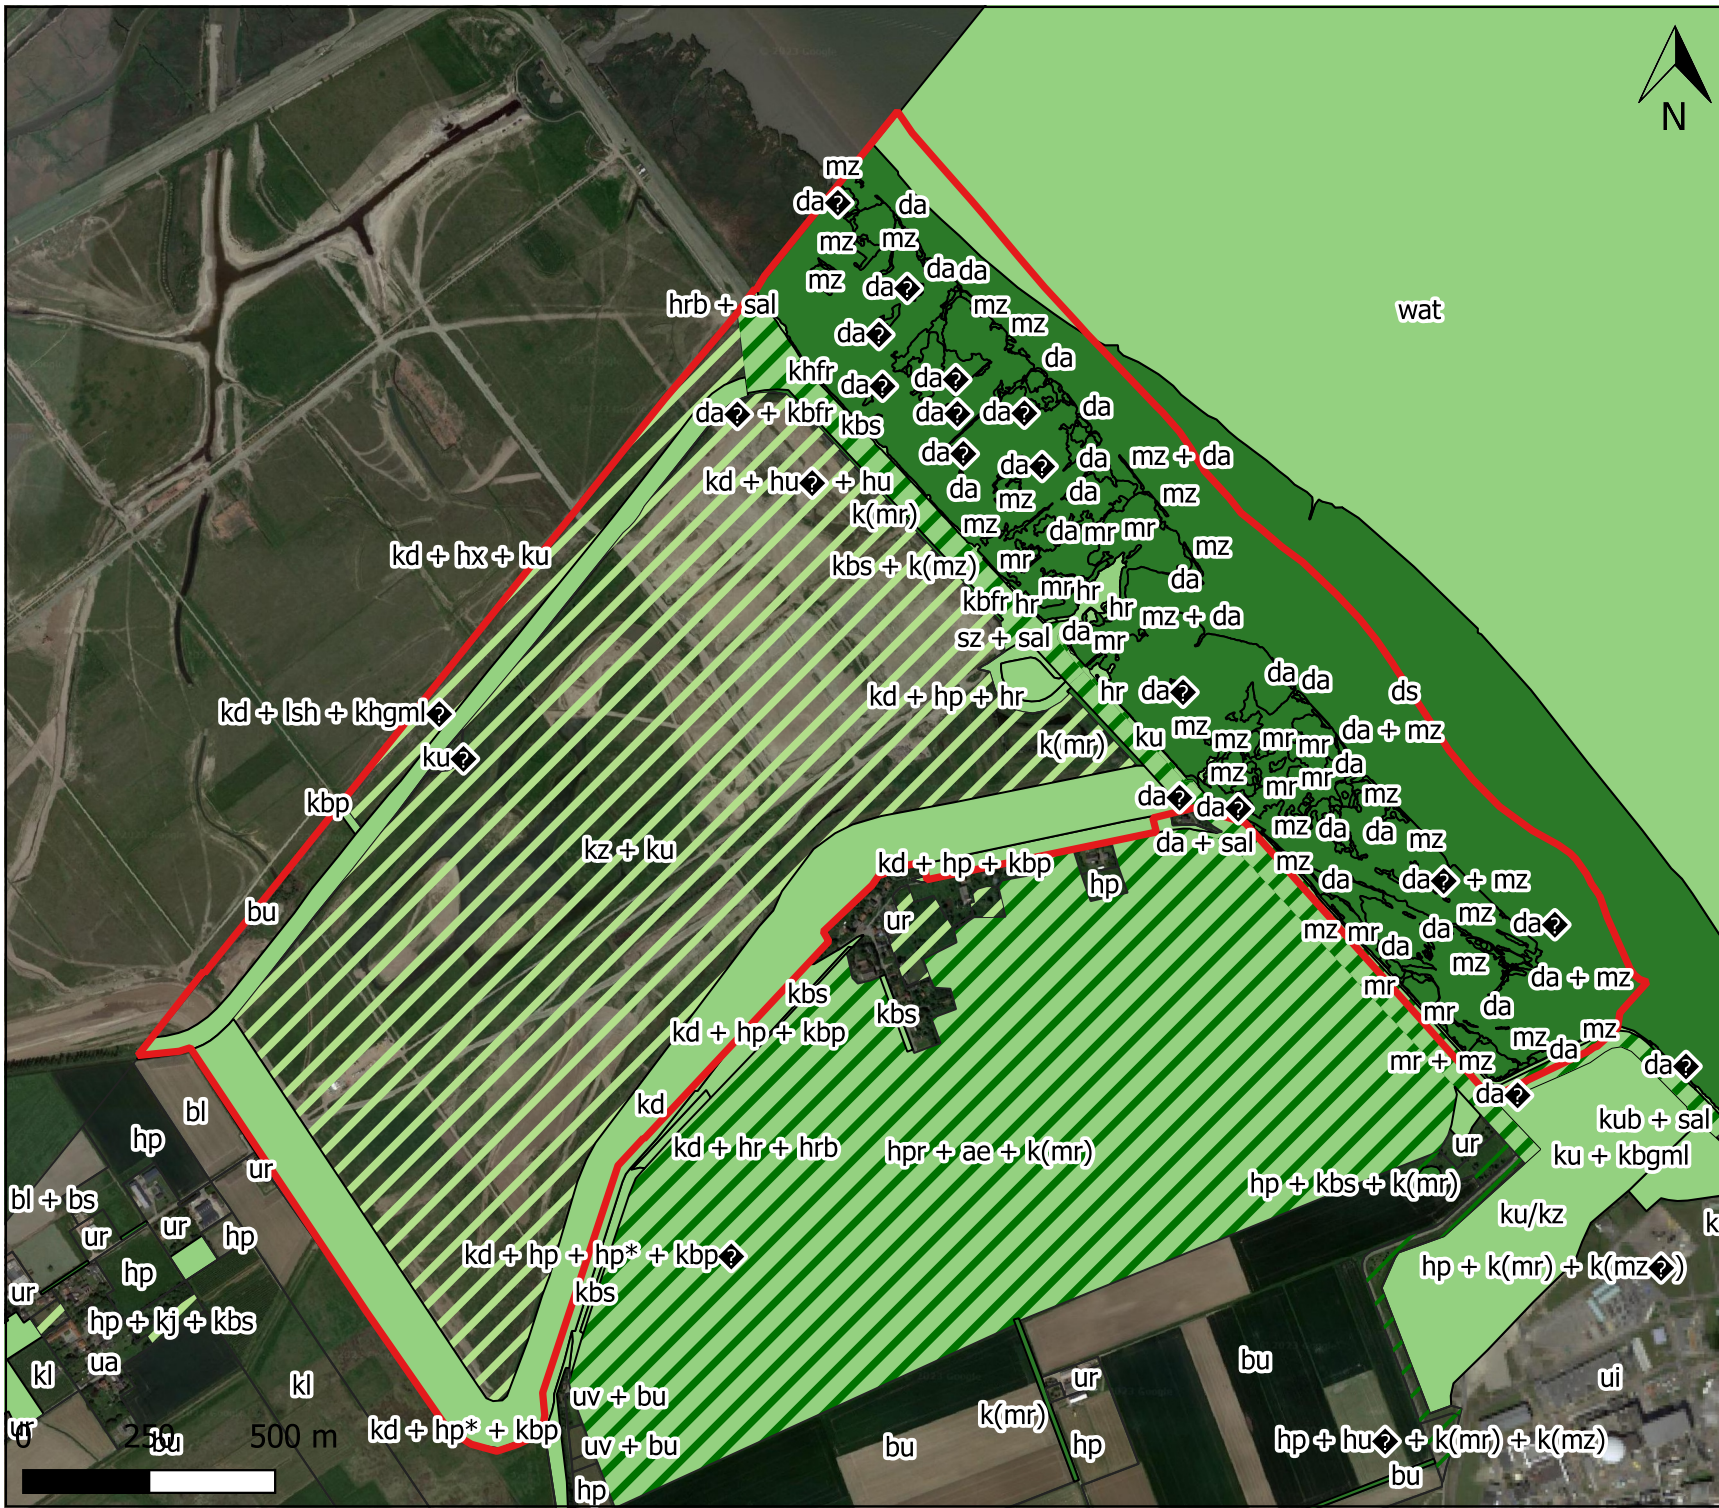 N
mz
da� da
mz mz
da da
mz da�
hrb + sal mz
wat
mz
da�
da
khfr da� da�
da� + kbfr kbs da� da� da
da� da� da mz + da
kd + hu� + hu da mz da mz
k(mr) mz da mr mr
kd + hx + ku mr mz
kbs + k(mz) da
mr hr
kbfr hr hr mz + da
sz + sal da mr
da da
kd + hp + hr hr da� ds
kd + lsh + khgml� mz da + mz
k(mr) ku mz mr mr
ku� mz mr mr da
kbp da� da� mz
mz da da mz
kz + ku da + sal
kd + hp + kbp mz
hp da da� + mz
bu ur mz mr da mz da�
da mz da + mz
kbs mr
kbs mr da
kd + hp + kbp mz da mz
mr + mz da�
kd da�
bl
hp kub + sal
kd + hr + hrb hpr + ae + k(mr) ur ku + kbgml
ur
bl + bs hp + kbs + k(mr)
ur ur hp ku/kz k
kd + hp + hp* + kbp� hp + k(mr) + k(mz�)
hp
ur kbs
hp + kj + kbs
ua
kl kl uv + bu ur bu ui
k(mr)
ur kd + hp* + kbp uv + bu bu hp hp + hu� + k(mr) + k(mz)
0 250 500 m
bu bu
hp